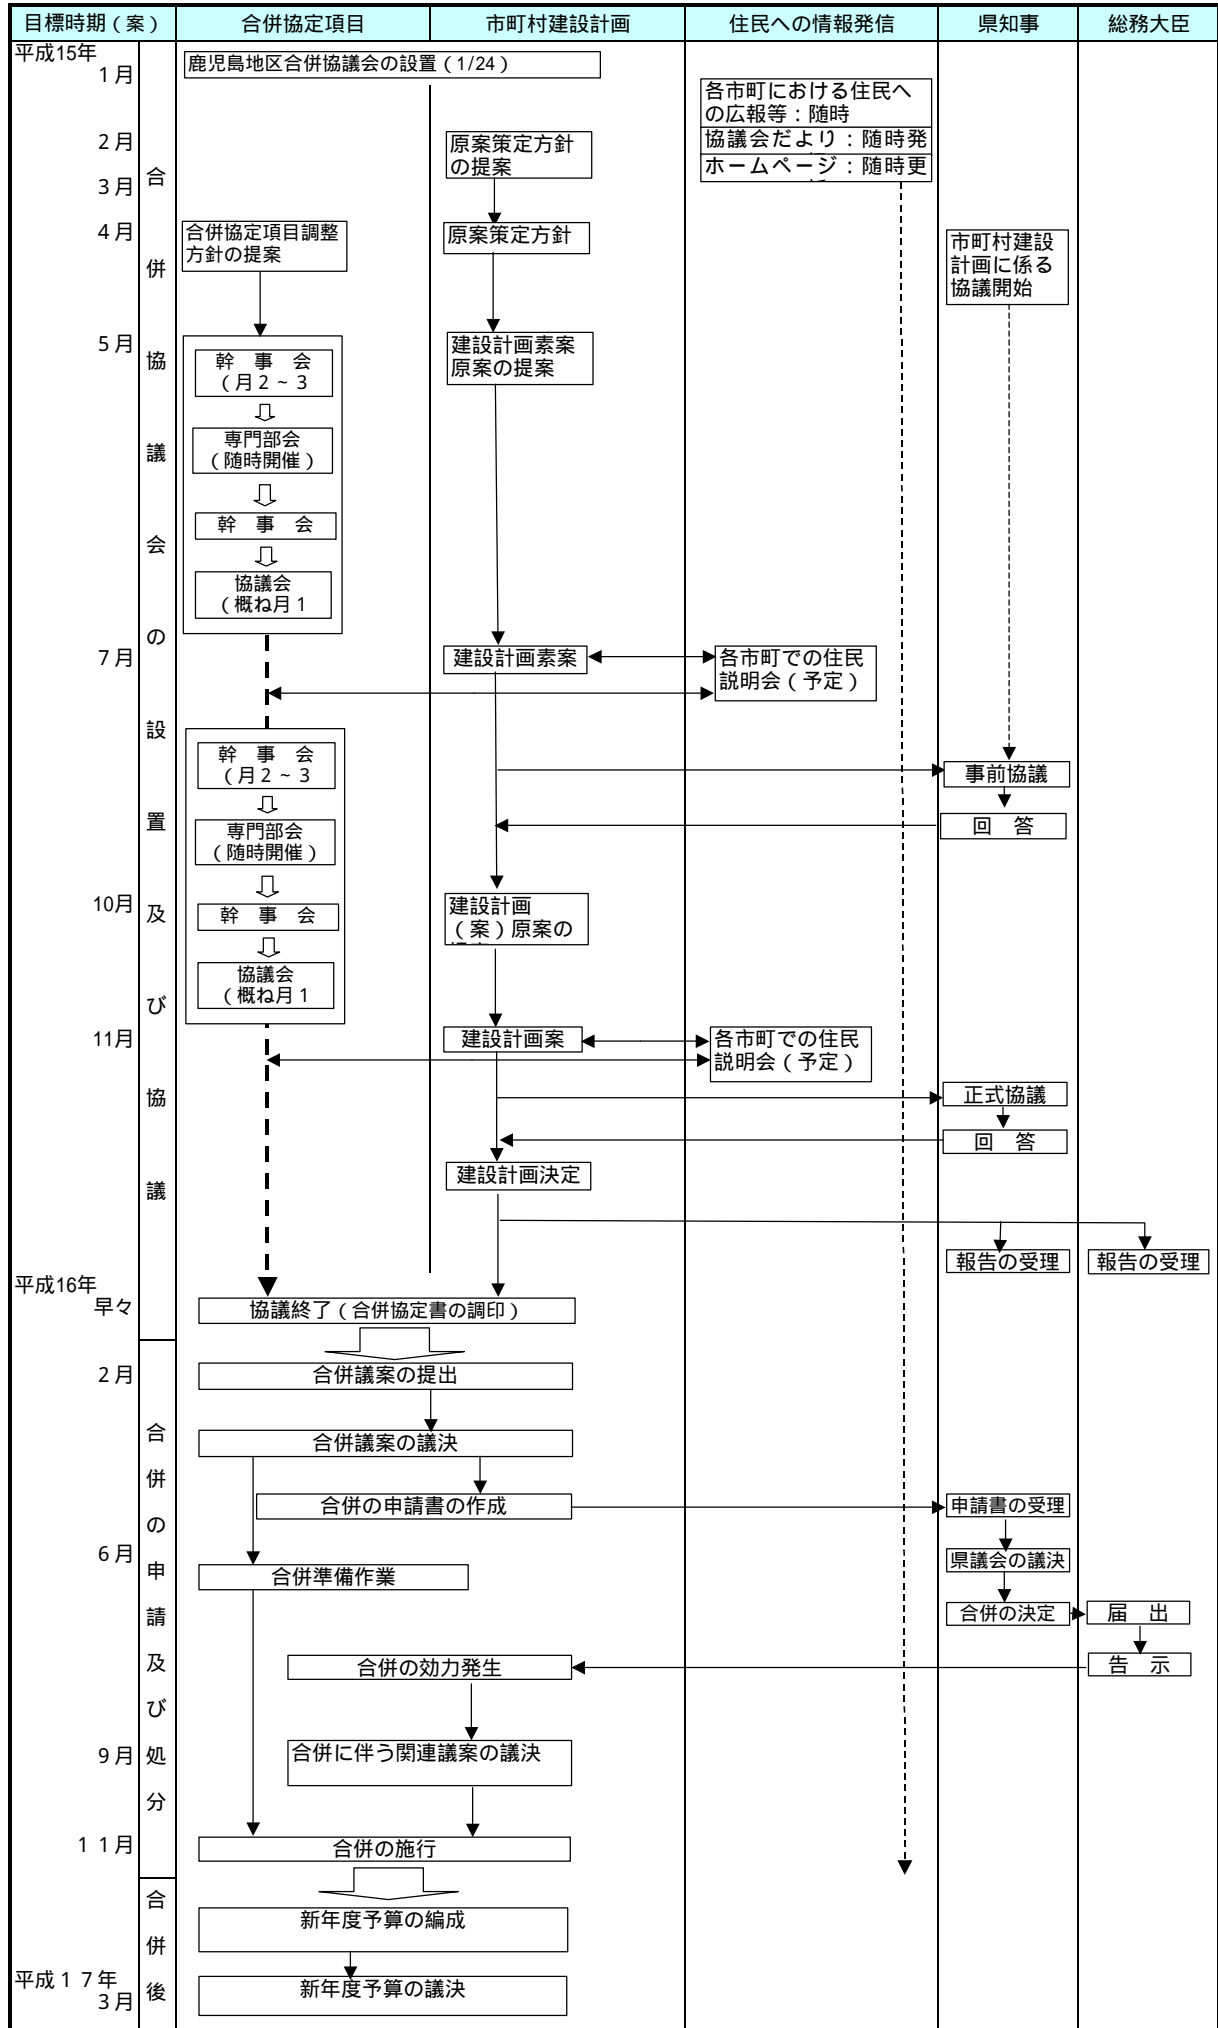 目標時期（案） 合併協定項目 市町村建設計画 住民への情報発信 県知事 総務大臣
平成15年
1月
鹿児島地区合併協議会の設置（1/24）
各市町における住民へ
の広報等：随時
協議会だより：随時発
ホームページ：随時更
2月
原案策定方針
の提案
3月
4月
合併協定項目調整
方針の提案
原案策定方針
市町村建設
計画に係る
協議開始
5月
建設計画素案
原案の提案
幹 事 会
（月2～3
専門部会
（随時開催）
幹 事 会
協議会
（概ね月1
合併協議会の設置及び協議
7月
建設計画素案
各市町での住民
説明会（予定）
幹 事 会
（月2～3
専門部会
（随時開催）
幹 事 会
協議会
（概ね月1
事前協議
回 答
10月
建設計画
（案）原案の
11月
建設計画案
各市町での住民
説明会（予定）
正式協議
回 答
建設計画決定
報告の受理
報告の受理
平成16年
早々
協議終了（合併協定書の調印）
2月
合併議案の提出
合併議案の議決
合併の申請書の作成
申請書の受理
合併の申請及び処分
6月
県議会の議決
合併準備作業
合併の決定
届 出
告 示
合併の効力発生
9月
合併に伴う関連議案の議決
11月
合併の施行
合併後
新年度予算の編成
平成17年
3月
新年度予算の議決